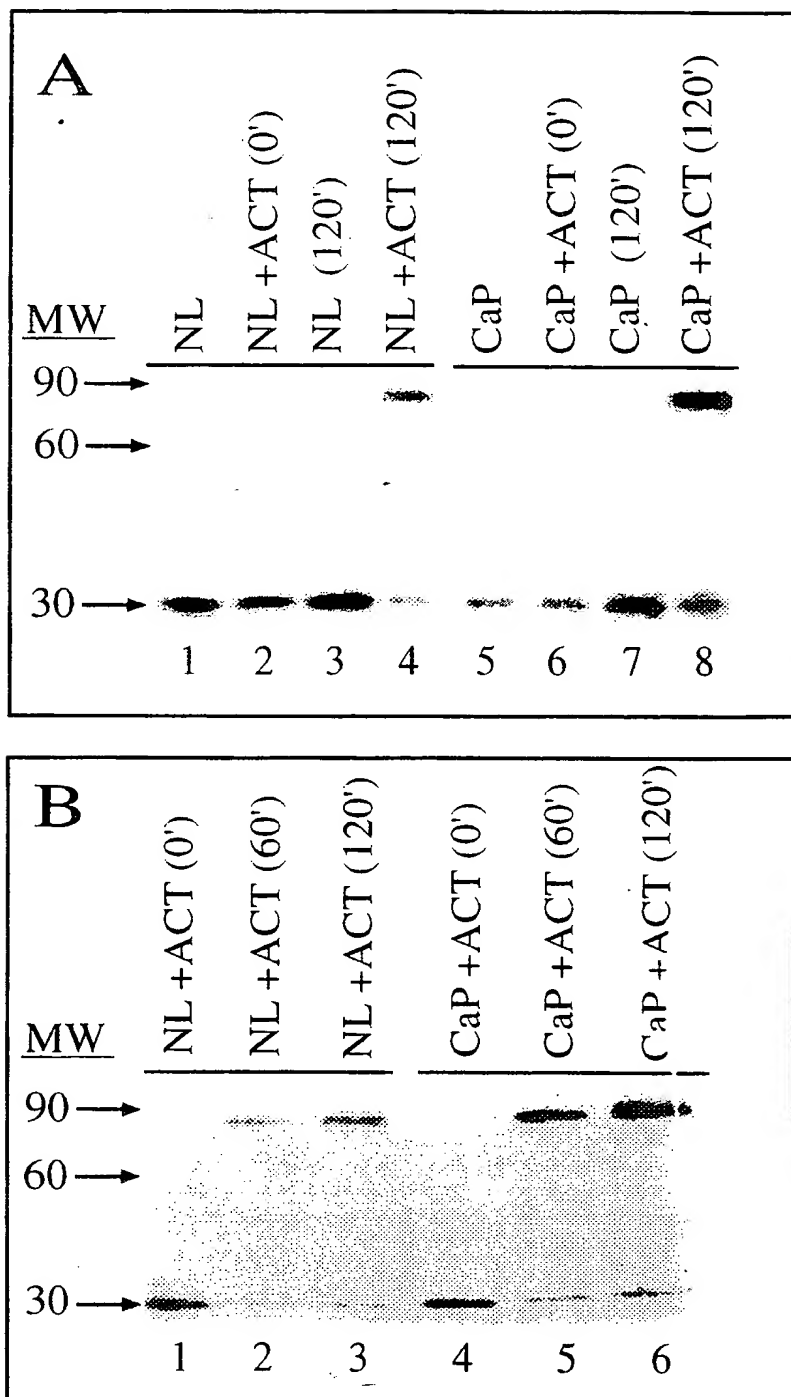 A
NL
NL +ACT (0')
NL (120')
NL +ACT (120')
CaP
CaP +ACT (0')
CaP (120')
CaP +ACT (120')
MW
90
60
30
1 2 3 4 5 6 7 8
B
NL +ACT (0')
NL +ACT (60')
NL +ACT (120')
CaP +ACT (0')
CaP +ACT (60')
CaP +ACT (120')
MW
90
60
30
1 2 3 4 5 6